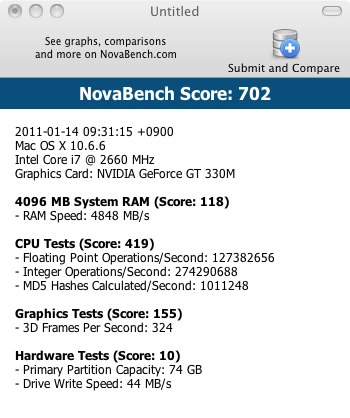 Untitled
See graphs, comparisons
and more on NovaBench.com
Submit and Compare
NovaBench Score: 702
2011-01-14 09:31:15 +0900
Mac OS X 10.6.6
Intel Core i7 @ 2660 MHz
Graphics Card: NVIDIA GeForce GT 330M
4096 MB System RAM (Score: 118)
- RAM Speed: 4848 MB/s
CPU Tests (Score: 419)
- Floating Point Operations/Second: 127382656
- Integer Operations/Second: 274290688
- MD5 Hashes Calculated/Second: 1011248
Graphics Tests (Score: 155)
- 3D Frames Per Second: 324
Hardware Tests (Score: 10)
- Primary Partition Capacity: 74 GB
- Drive Write Speed: 44 MB/s